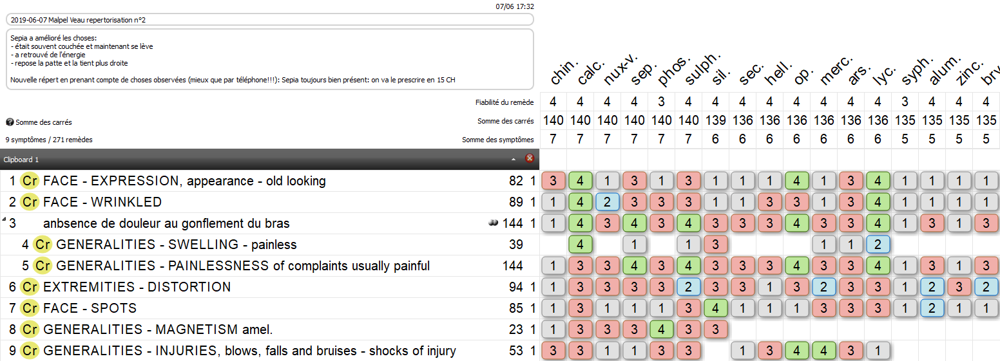 07/06 17:32
2019-06-07 Malpel Veau repertorisation n°2
Sepia a amélioré les choses:
- était souvent couchée et maintenant se lève
- a retrouvé de l'énergie
- repose la patte et la tient plus droite
Nouvelle répert en prenant compte de choses observées (mieux que par téléphone!!!): Sepia toujours bien présent: on va le prescrire en 15 CH
chin. calc. nux-v. sep. phos. sulph. sil. sec. hell. op. merc. ars. lyc. syph. alum. zinc. bry
Fiabilité du remède 4 4 4 4 3 4 4 4 4 4 4 4 4 3 4 4 4
Somme des carrés Somme des carrés 140 140 140 140 140 140 139 136 136 136 136 136 136 135 135 135 135
9 symptômes / 271 remèdes Somme des symptômes 7 7 7 7 7 7 6 6 6 6 6 6 6 5 5 5 5
Clipboard 1
1 Cr FACE - EXPRESSION, appearance - old looking 82 1 3 4 1 3 1 3 1 1 1 4 1 3 4 1 1 1 1
2 Cr FACE - WRINKLED 89 1 1 4 2 3 3 3 1 1 3 3 1 3 4 1 1 1 1
3 anbsence de douleur au gonflement du bras 144 1 1 4 3 4 3 4 3 3 3 4 3 3 4 1 3 1 3
4 Cr GENERALITIES - SWELLING - painless 39 4 1 1 3 1 1 2
5 Cr GENERALITIES - PAINLESSNESS of complaints usually painful 144 1 3 3 4 3 4 3 3 3 4 3 3 4 1 3 1 3
6 Cr EXTREMITIES - DISTORTION 94 1 1 3 3 3 3 2 3 3 1 3 2 3 3 1 2 3 2
7 Cr FACE - SPOTS 85 1 1 3 1 1 1 3 4 1 1 1 3 3 3 1 2 1 1
8 Cr GENERALITIES - MAGNETISM amel. 23 1 1 3 3 3 4 3 3
9 Cr GENERALITIES - INJURIES, blows, falls and bruises - shocks of injury 53 1 3 3 1 1 3 3 1 3 4 4 3 1